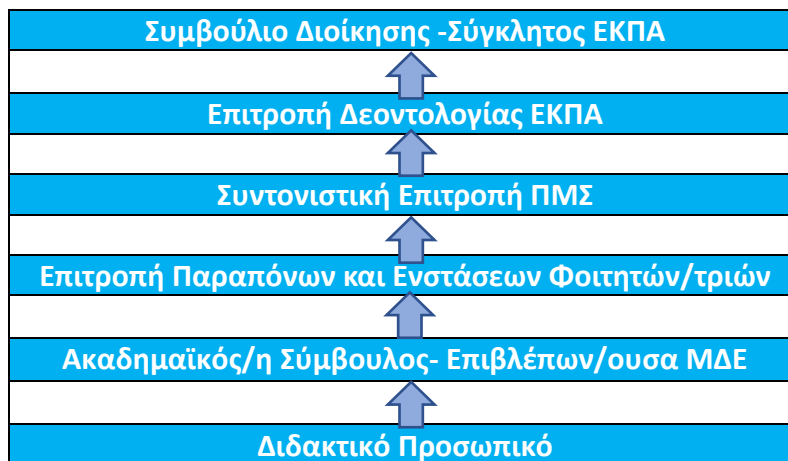 Συμβούλιο Διοίκησης -Σύγκλητος ΕΚΠΑ
Επιτροπή Δεοντολογίας ΕΚΠΑ
Συντονιστική Επιτροπή ΠΜΣ
Επιτροπή Παραπόνων και Ενστάσεων Φοιτητών/τριών
Ακαδημαϊκός/η Σύμβουλος- Επιβλέπων/ουσα ΜΔΕ
Διδακτικό Προσωπικό